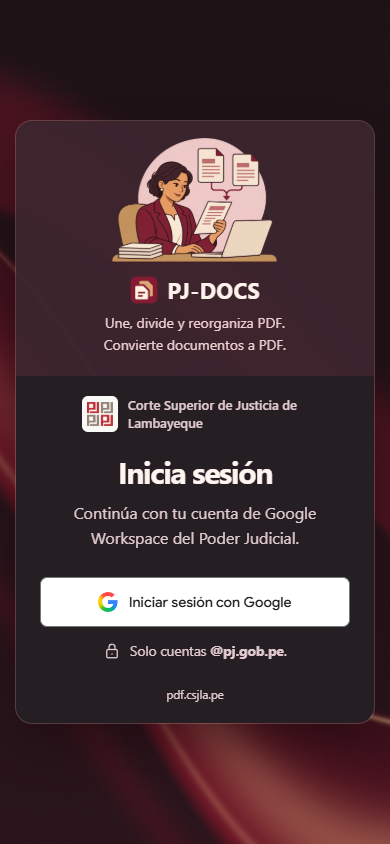 PJ-DOCS
Une, divide y reorganiza PDF.
Convierte documentos a PDF.
Corte Superior de Justicia de
Lambayeque
Inicia sesión
Continúa con tu cuenta de Google
Workspace del Poder Judicial.
Iniciar sesión con Google
Solo cuentas @pj.gob.pe.
pdf.csjla.pe